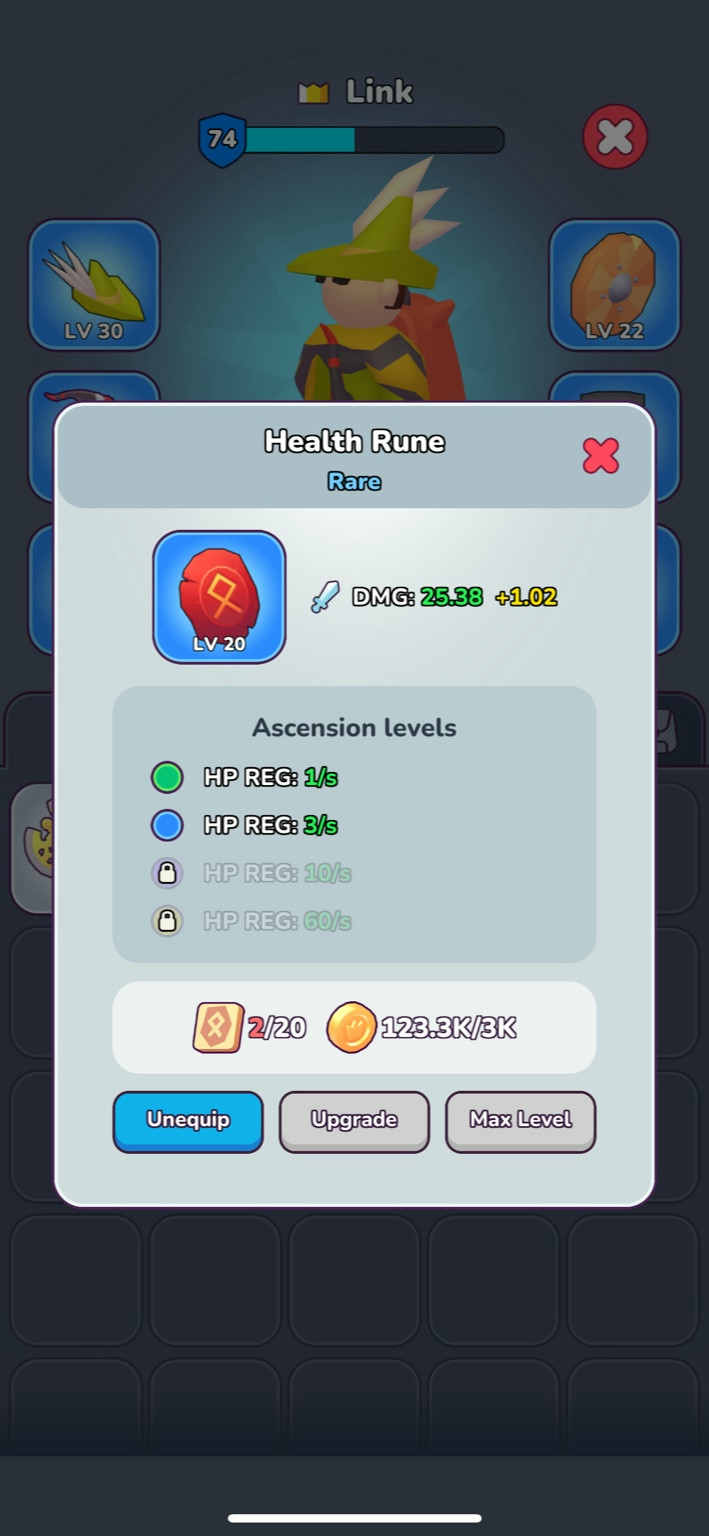 Link
74
LV 30
LV 22
Health Rune
Rare
LV 20
DMG: 25.38 +1.02
Ascension levels
HP REG: 1/s
HP REG: 3/s
HP REG: 10/s
HP REG: 60/s
2/20 123.3K/3K
Unequip
Upgrade
Max Level